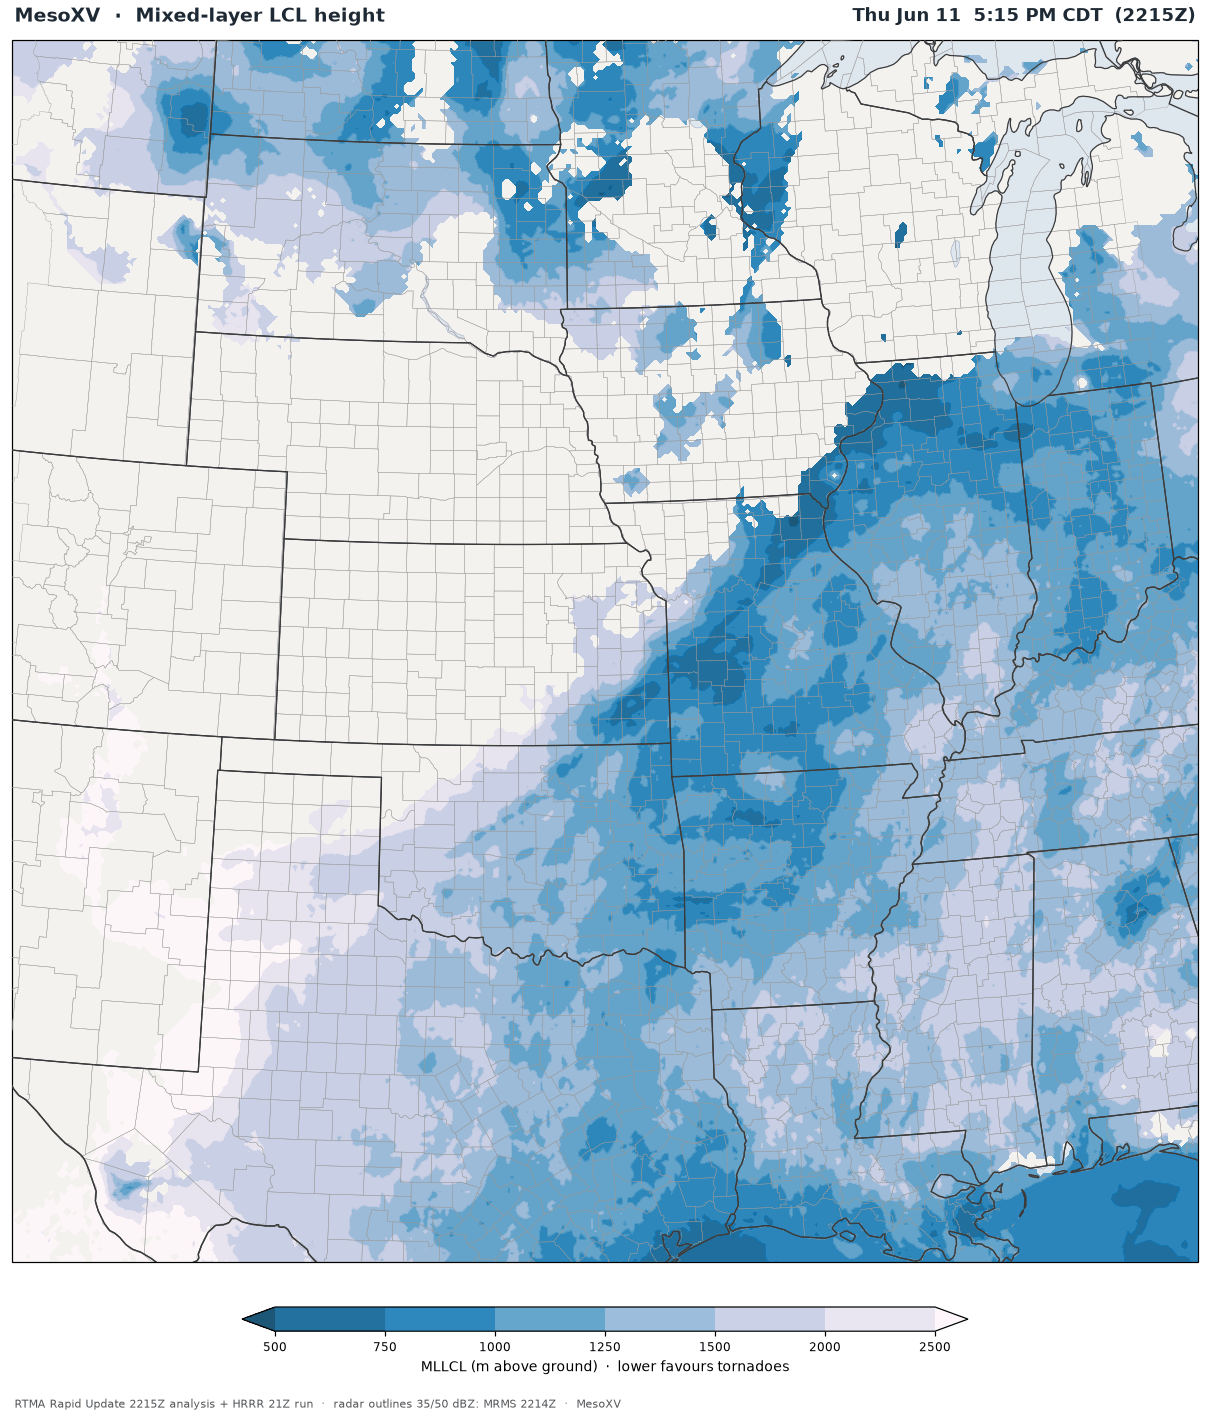 MesoXV · Mixed-layer LCL height
Thu Jun 11 5:15 PM CDT (2215Z)
500 750 1000 1250 1500 2000 2500
MLLCL (m above ground) · lower favours tornadoes
RTMA Rapid Update 2215Z analysis + HRRR 21Z run · radar outlines 35/50 dBZ: MRMS 2214Z · MesoXV